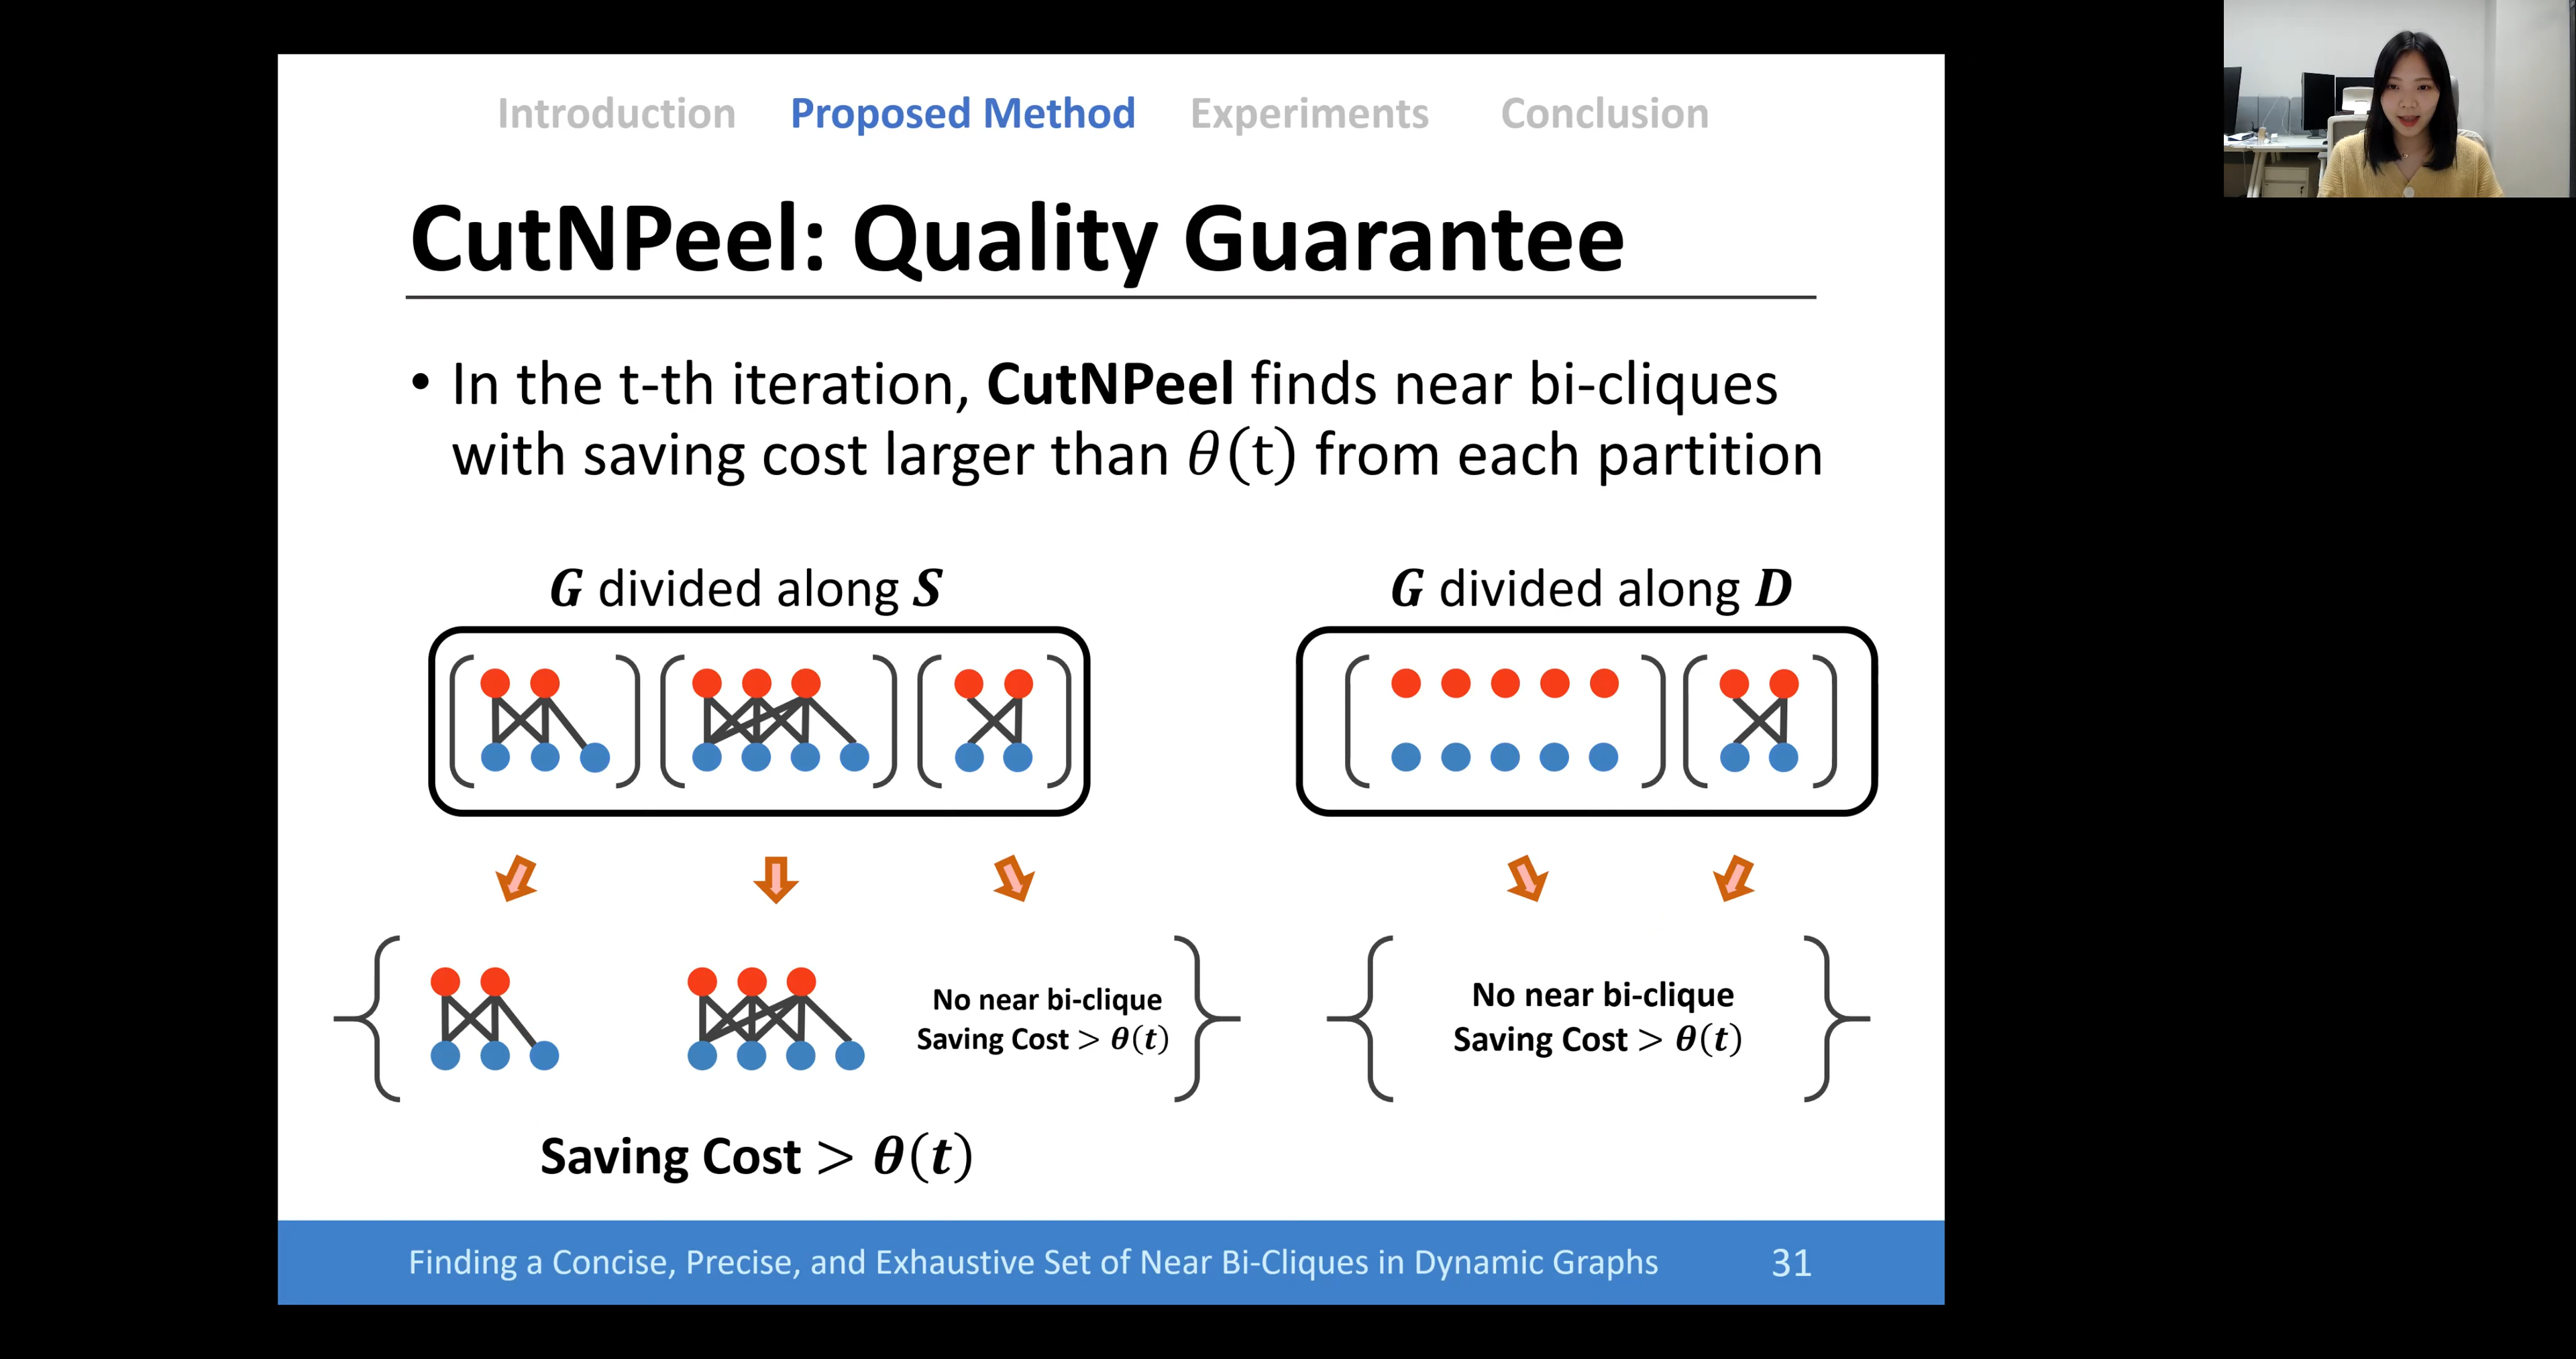 Introduction Proposed Method Experiments Conclusion
CutNPeel: Quality Guarantee
• In the t-th iteration, CutNPeel finds near bi-cliques
with saving cost larger than θ(t) from each partition
G divided along S
G divided along D
No near bi-clique
Saving Cost > θ(t)
No near bi-clique
Saving Cost > θ(t)
Saving Cost > θ(t)
Finding a Concise, Precise, and Exhaustive Set of Near Bi-Cliques in Dynamic Graphs 31